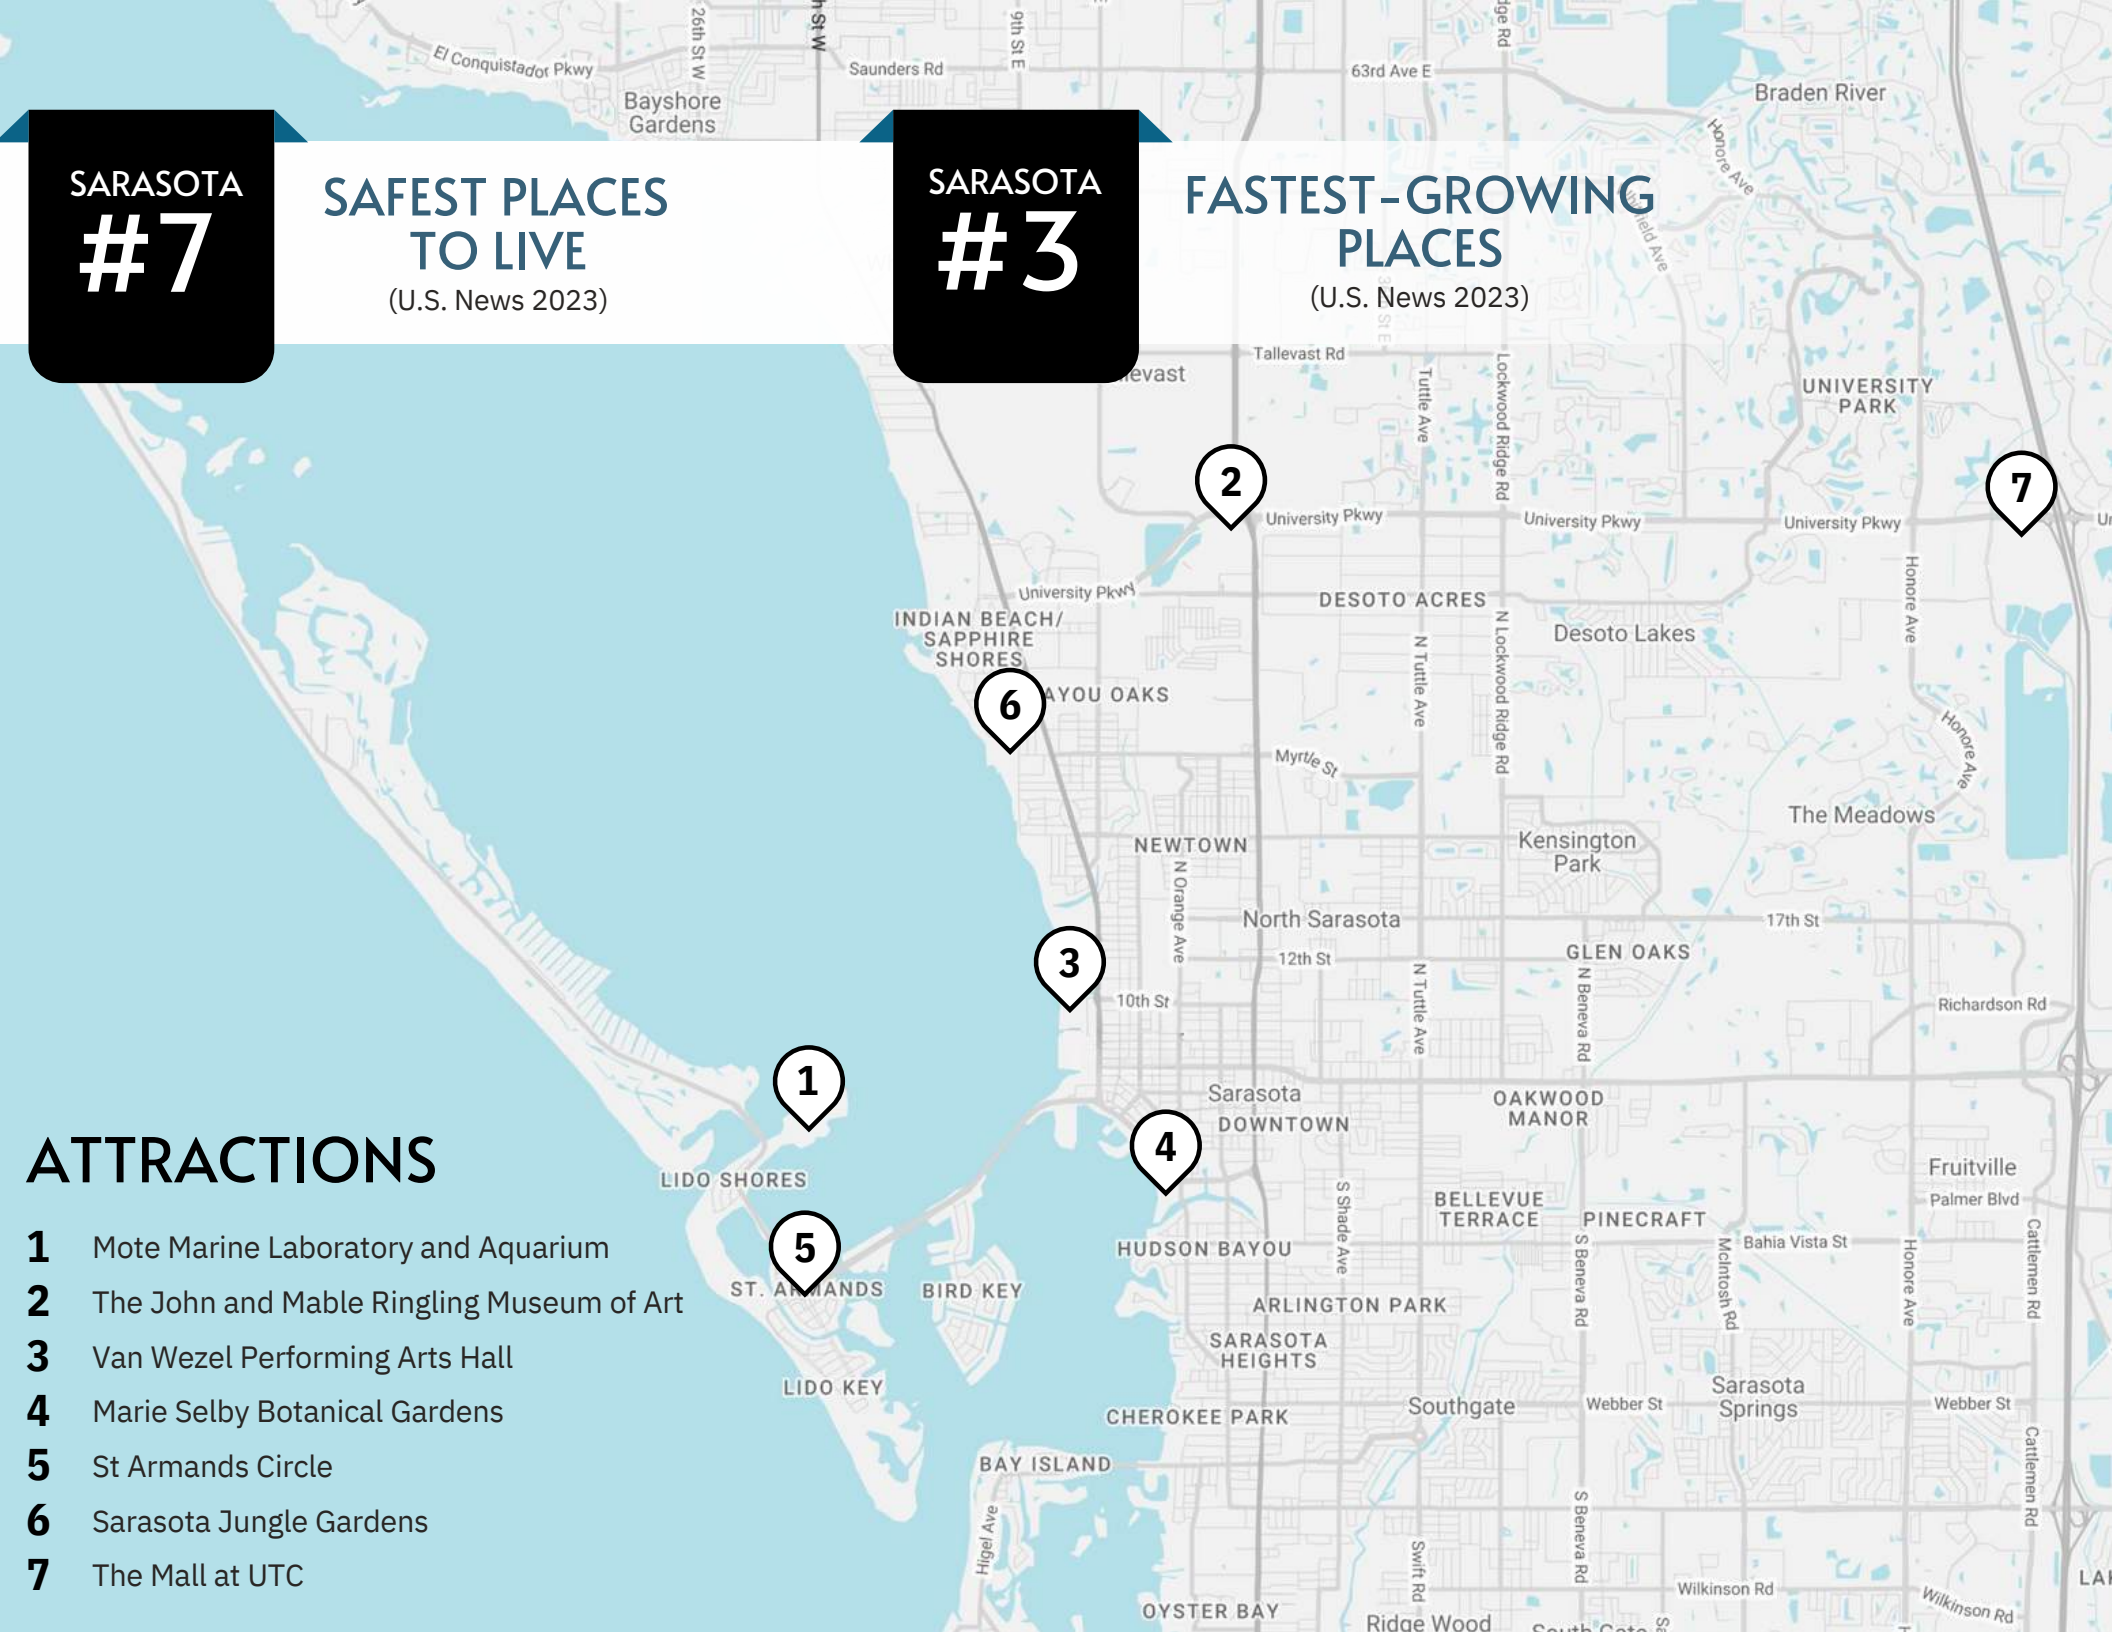 El Conquistador Pkwy
26th St W
h St W
Saunders Rd
9th St E
63rd Ave E
Braden River
Bayshore
Gardens
Honore Ave
SARASOTA
#7
SAFEST PLACES
TO LIVE
(U.S. News 2023)
SARASOTA
#3
FASTEST-GROWING
PLACES
(U.S. News 2023)
Tallevast Rd
Tuttle Ave
Lockwood Ridge Rd
UNIVERSITY
PARK
2
7
University Pkwy
University Pkwy
University Pkwy
University Pkwy
Honore Ave
DESOTO ACRES
INDIAN BEACH/
SAPPHIRE
SHORES
Desoto Lakes
N Tuttle Ave
N Lockwood Ridge Rd
6
AYOU OAKS
Honore Ave
Myrtle St
The Meadows
NEWTOWN
Kensington
Park
N Orange Ave
North Sarasota
17th St
GLEN OAKS
3
12th St
N Tuttle Ave
N Beneva Rd
10th St
Richardson Rd
1
Sarasota
DOWNTOWN
OAKWOOD
MANOR
4
LIDO SHORES
Fruitville
Palmer Blvd
S Shade Ave
BELLEVUE
TERRACE
PINECRAFT
5
HUDSON BAYOU
S Beneva Rd
McIntosh Rd
Bahia Vista St
Honore Ave
Cattlemen Rd
ST. ARMANDS
BIRD KEY
ARLINGTON PARK
SARASOTA
HEIGHTS
LIDO KEY
CHEROKEE PARK
Southgate
Webber St
Sarasota
Springs
Webber St
Cattlemen Rd
BAY ISLAND
Higel Ave
S Beneva Rd
Swift Rd
Wilkinson Rd
Wilkinson Rd
OYSTER BAY
Ridge Wood
ATTRACTIONS
1 Mote Marine Laboratory and Aquarium
2 The John and Mable Ringling Museum of Art
3 Van Wezel Performing Arts Hall
4 Marie Selby Botanical Gardens
5 St Armands Circle
6 Sarasota Jungle Gardens
7 The Mall at UTC